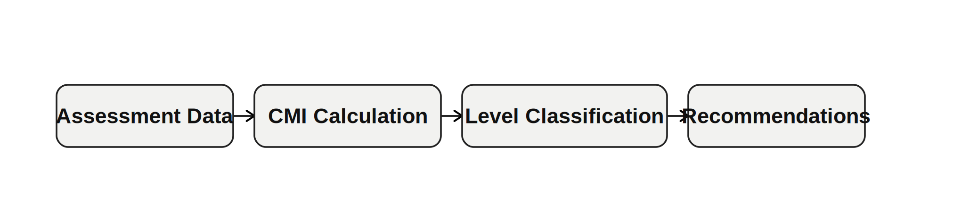 Assessment Data
CMI Calculation
Level Classification
Recommendations